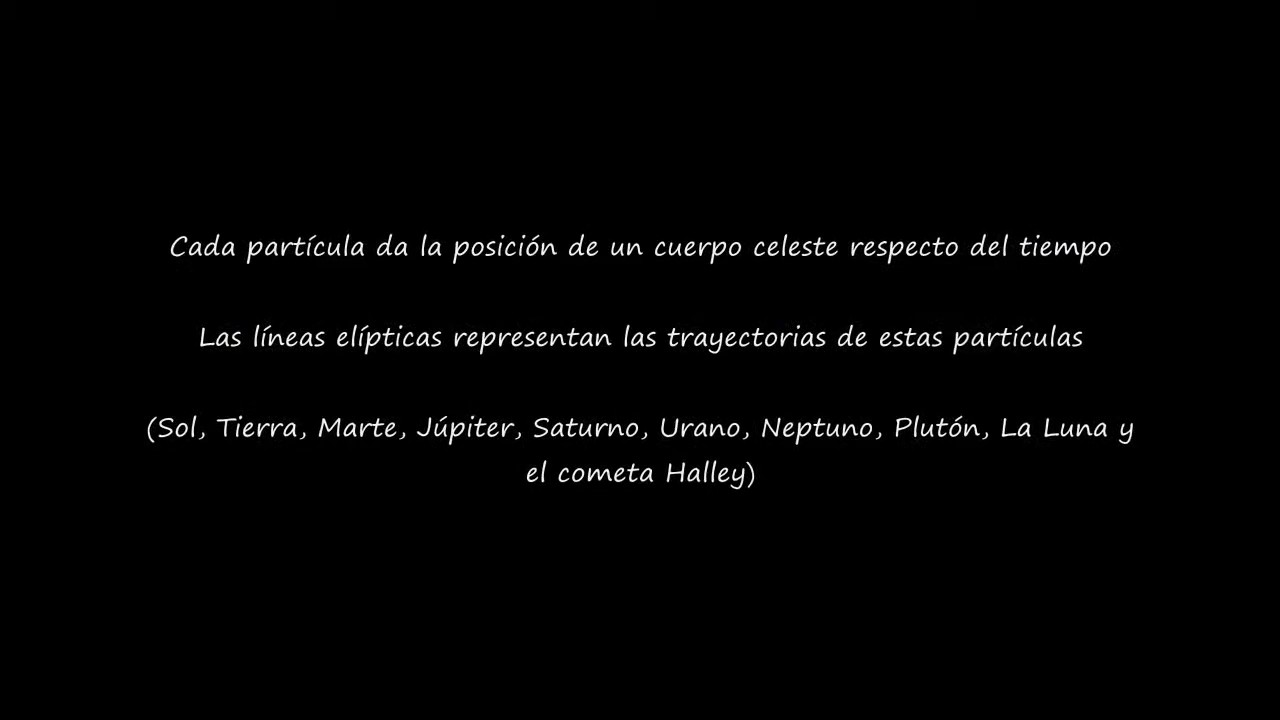 Cada partícula da la posición de un cuerpo celeste respecto del tiempo
Las líneas elípticas representan las trayectorias de estas partículas
(Sol, Tierra, Marte, Júpiter, Saturno, Urano, Neptuno, Plutón, La Luna y
el cometa Halley)